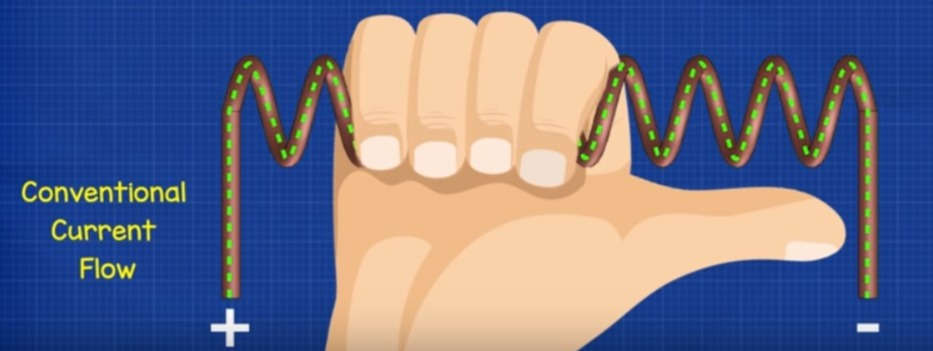 Conventional
Current
Flow
+ -